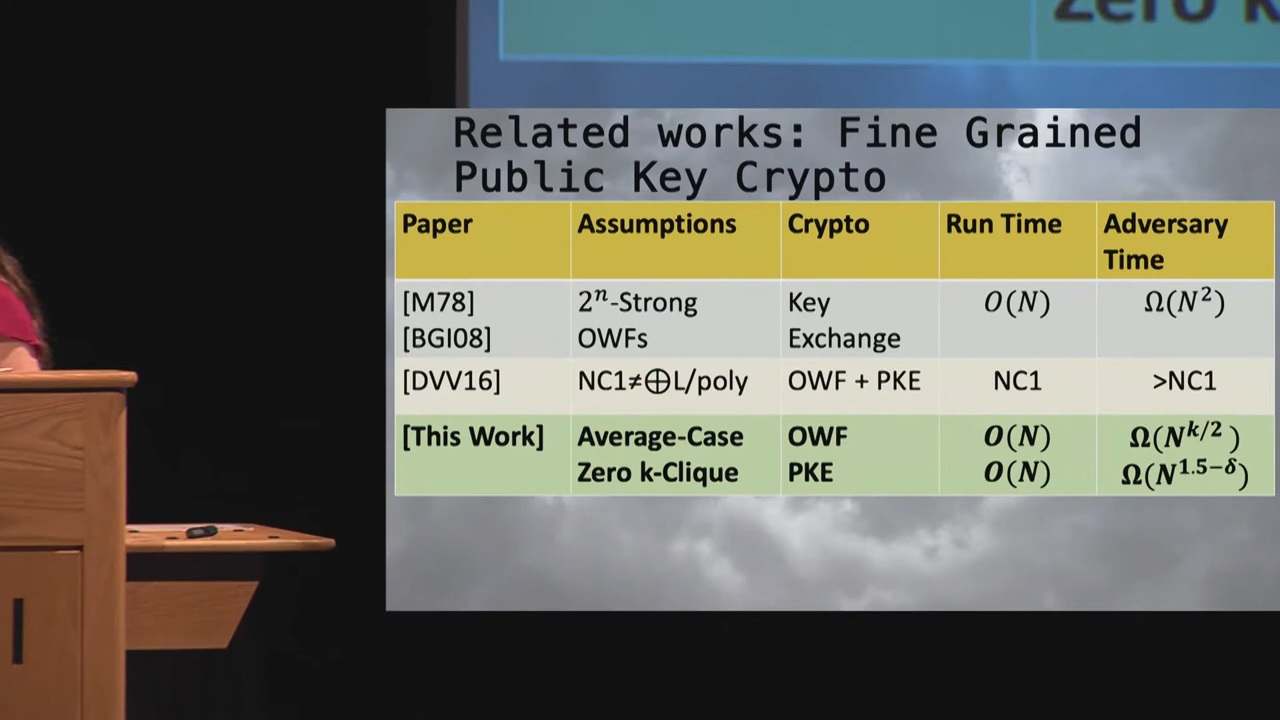 Zero k
Related works: Fine Grained
Public Key Crypto
Paper Assumptions Crypto Run Time Adversary Time
[M78] 2ⁿ-Strong Key O(N) Ω(N²)
[BGI08] OWFs Exchange
[DVV16] NC1≠⊕L/poly OWF + PKE NC1 >NC1
[This Work] Average-Case OWF O(N) Ω(N^{k/2})
Zero k-Clique PKE O(N) Ω(N^{1.5−δ})